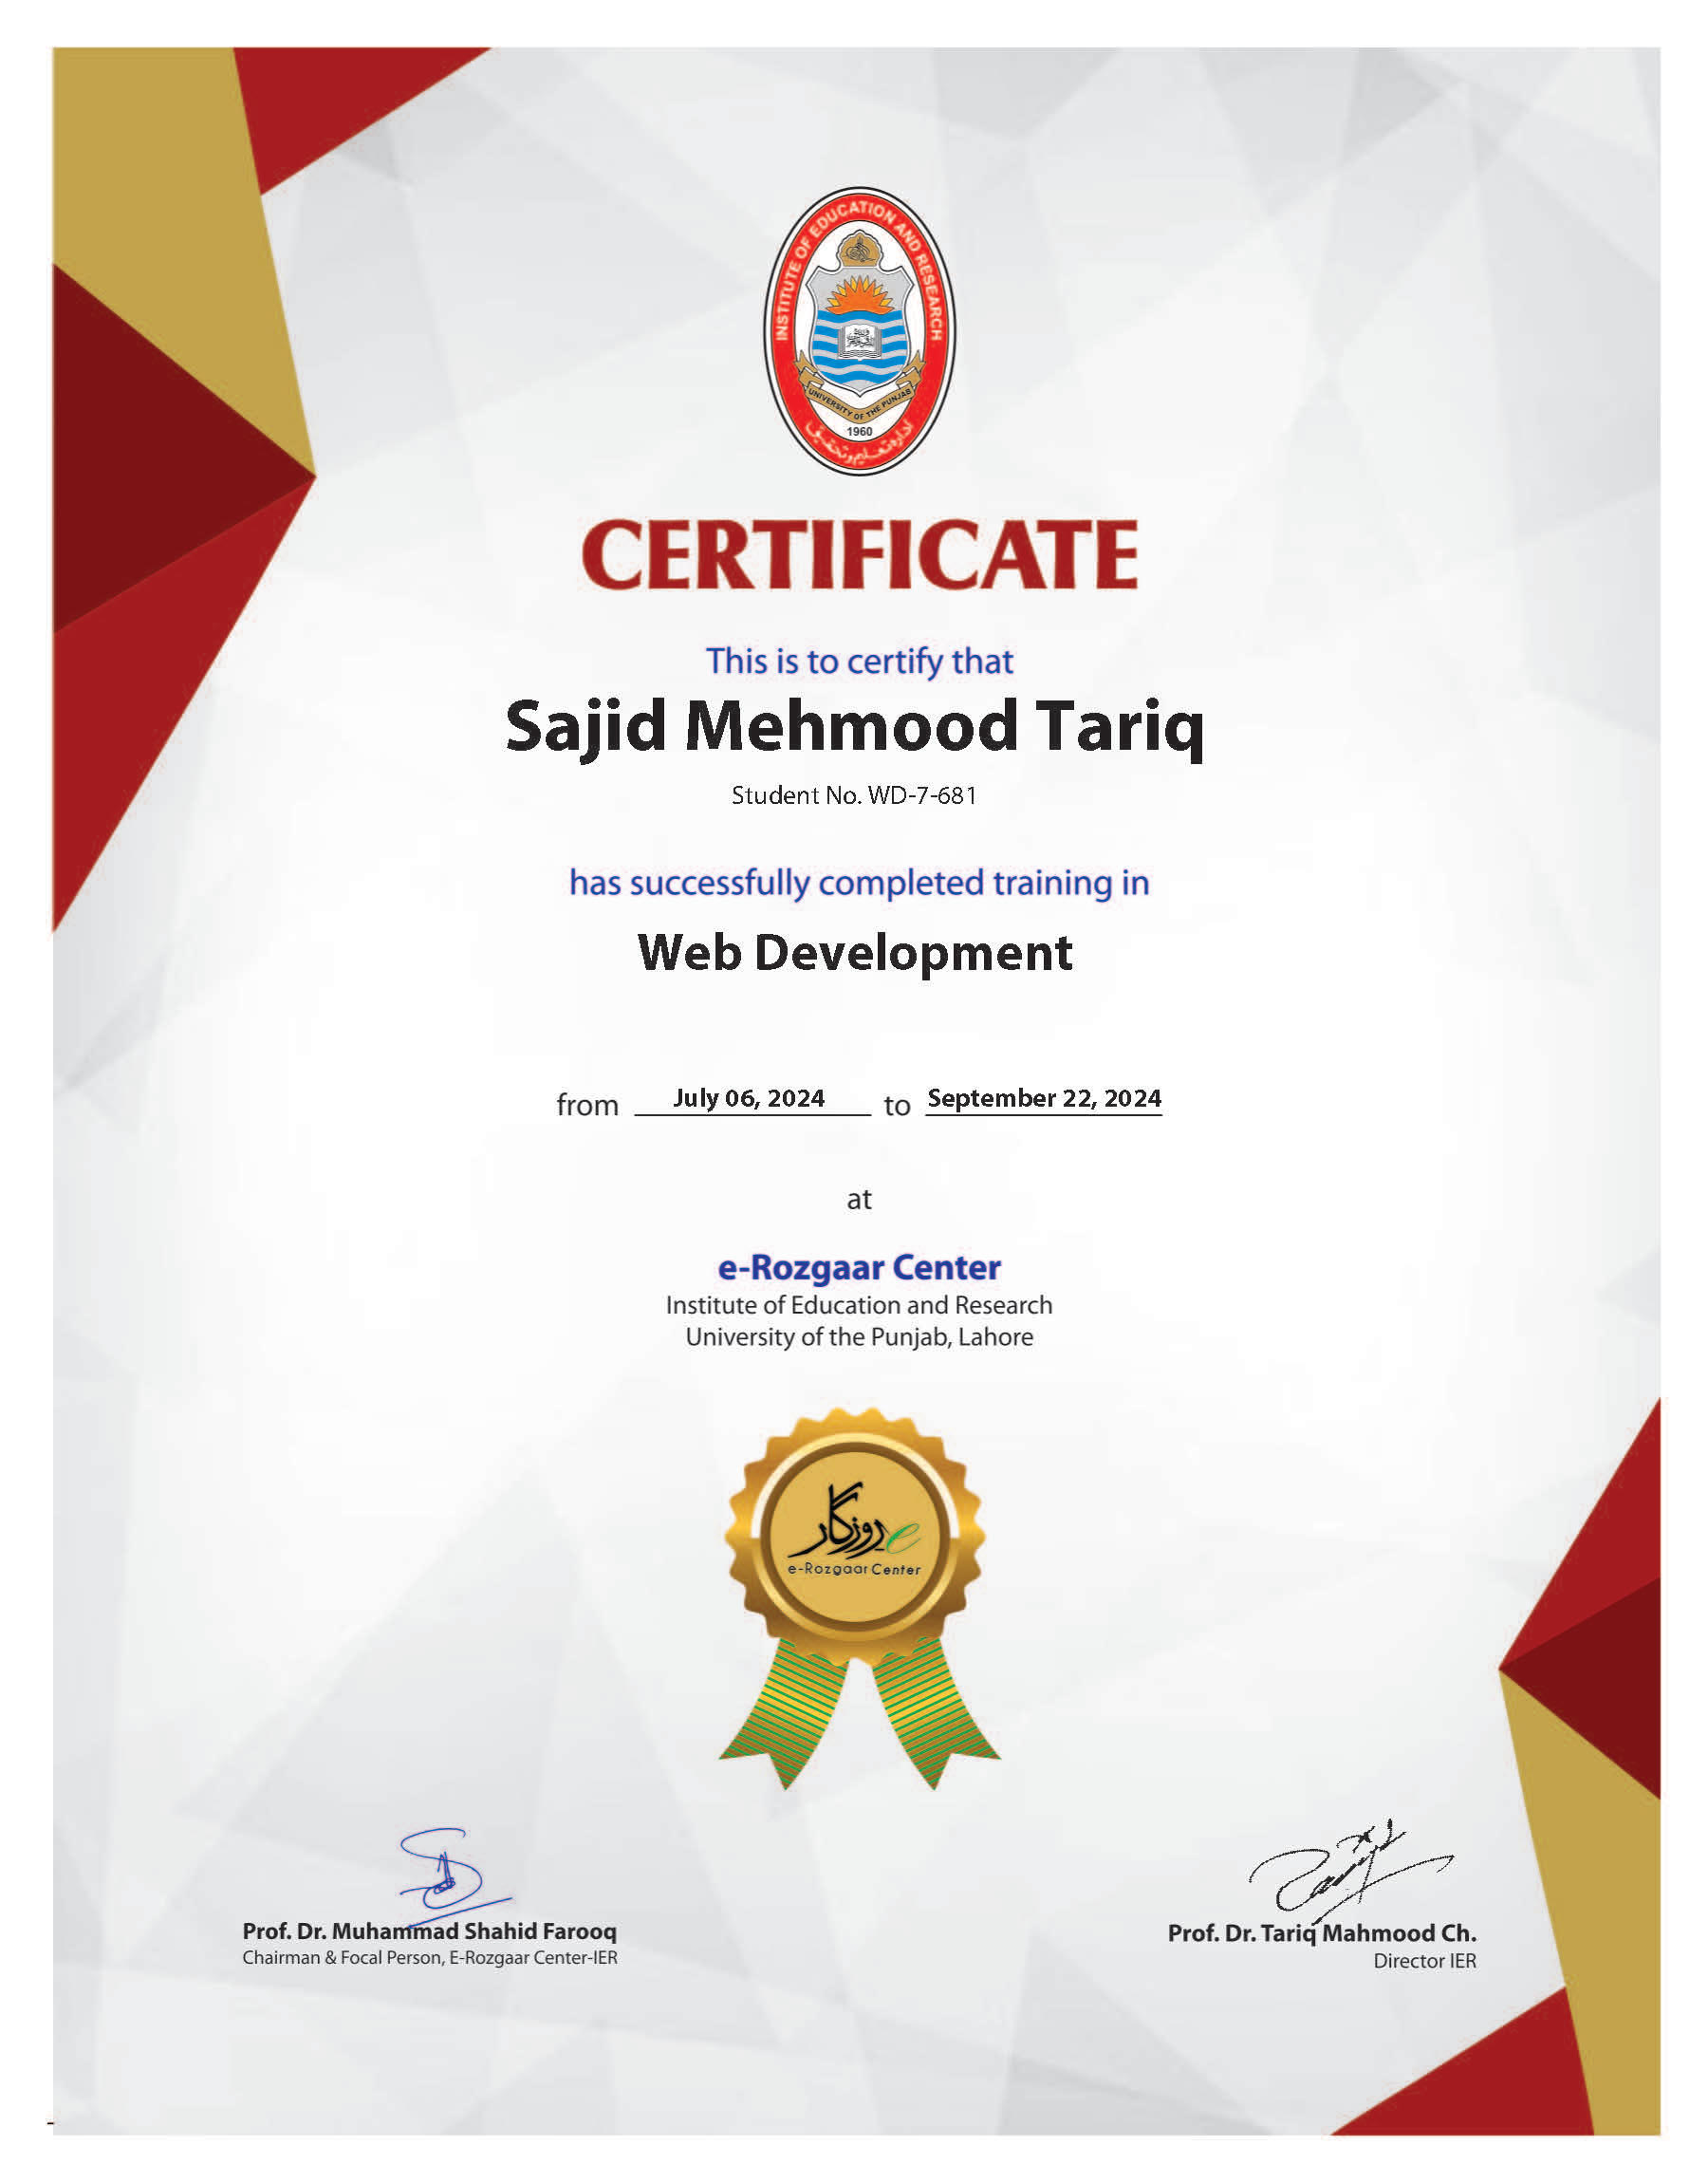 INSTITUTE OF EDUCATION AND RESEARCH
UNIVERSITY OF THE PUNJAB
1960
ادارہ تعلیم و تحقیق
CERTIFICATE
This is to certify that
Sajid Mehmood Tariq
Student No. WD-7-681
has successfully completed training in
Web Development
from July 06, 2024 to September 22, 2024
at
e-Rozgaar Center
Institute of Education and Research
University of the Punjab, Lahore
e روزگار
e-Rozgaar Center
Prof. Dr. Muhammad Shahid Farooq
Chairman & Focal Person, E-Rozgaar Center-IER
Prof. Dr. Tariq Mahmood Ch.
Director IER